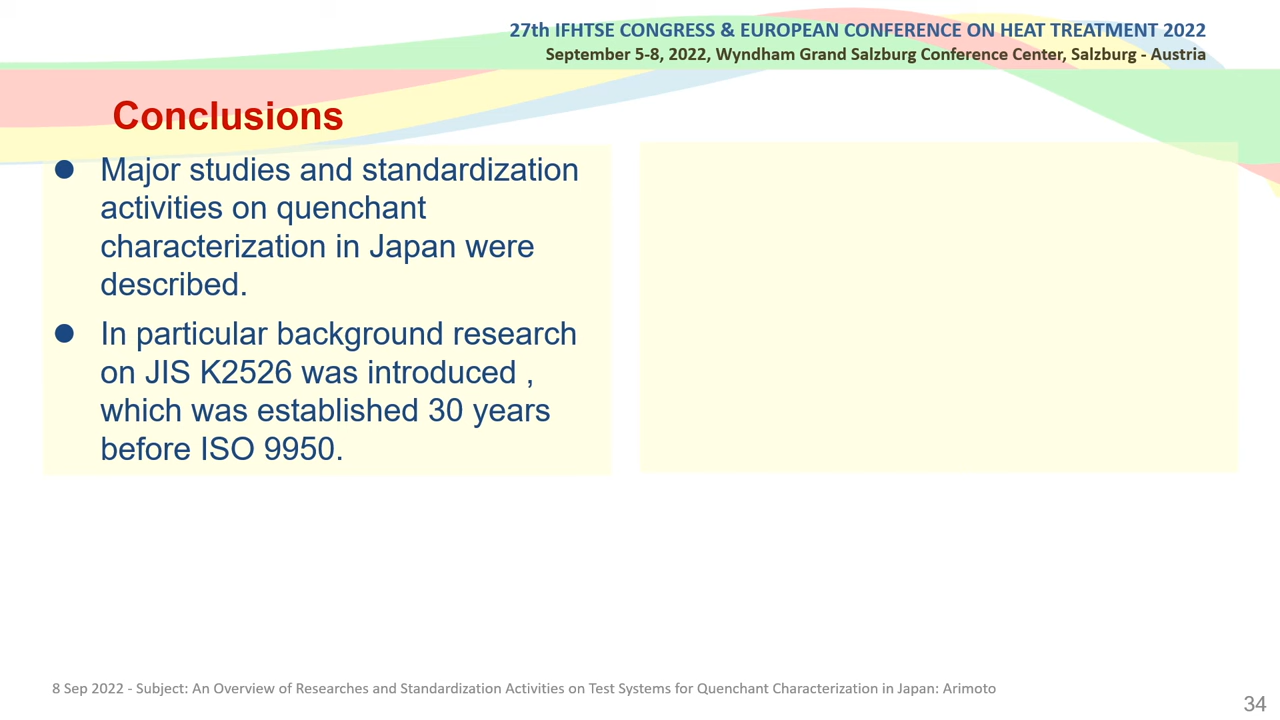 27th IFHTSE CONGRESS & EUROPEAN CONFERENCE ON HEAT TREATMENT 2022
September 5-8, 2022, Wyndham Grand Salzburg Conference Center, Salzburg - Austria
Conclusions
● Major studies and standardization
activities on quenchant
characterization in Japan were
described.
● In particular background research
on JIS K2526 was introduced ,
which was established 30 years
before ISO 9950.
8 Sep 2022 - Subject: An Overview of Researches and Standardization Activities on Test Systems for Quenchant Characterization in Japan: Arimoto
34